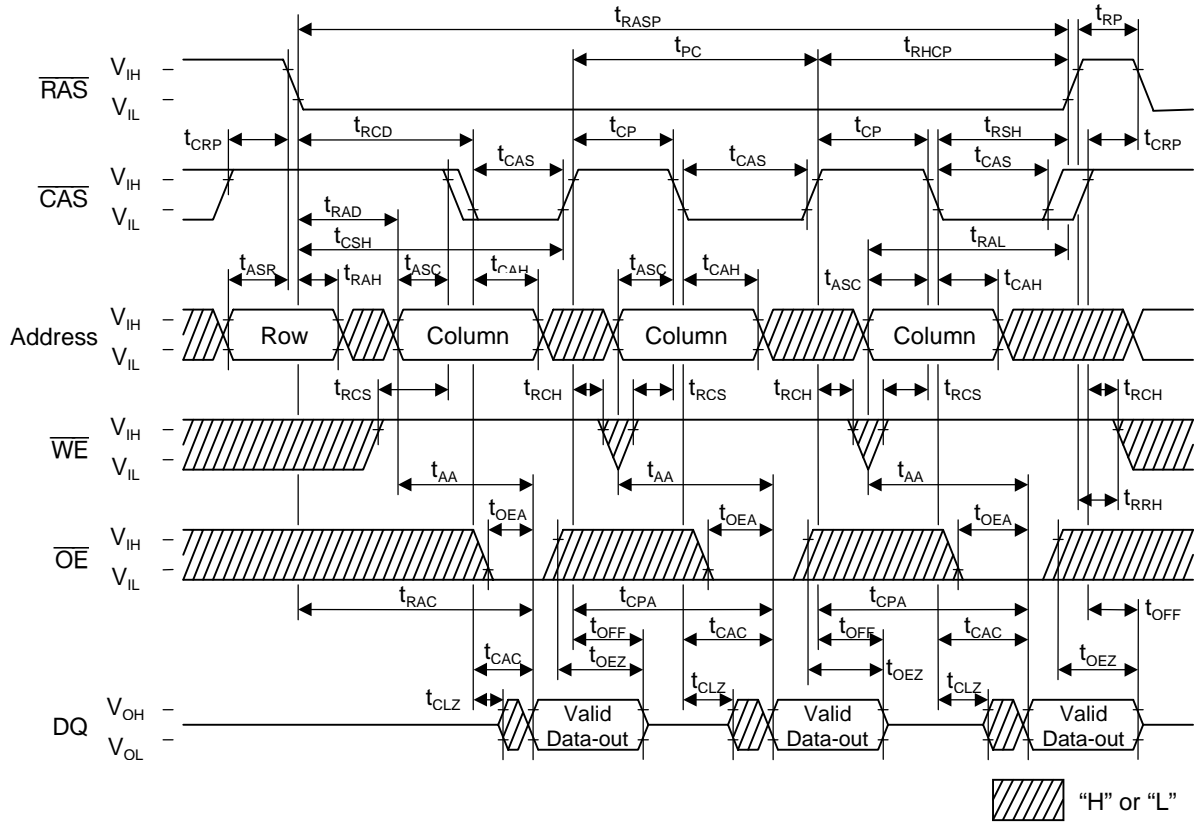 tRASP
tRP
tPC
tRHCP
RAS
VIH
VIL
tCRP
tRCD
tCP
tCP
tRSH
tCRP
tCAS
tCAS
tCAS
CAS
VIH
VIL
tRAD
tCSH
tRAL
tASR
tRAH
tASC
tCAH
tASC
tCAH
tASC
tCAH
Address
VIH
VIL
Row
Column
Column
Column
tRCS
tRCH
tRCS
tRCH
tRCS
tRCH
WE
VIH
VIL
tAA
tAA
tAA
tRRH
tOEA
tOEA
tOEA
OE
VIH
VIL
tRAC
tCPA
tCPA
tOFF
tCAC
tOFF
tCAC
tOFF
tCAC
tOEZ
tOEZ
tOEZ
tCLZ
tCLZ
tCLZ
DQ
VOH
VOL
Valid
Data-out
Valid
Data-out
Valid
Data-out
“H” or “L”